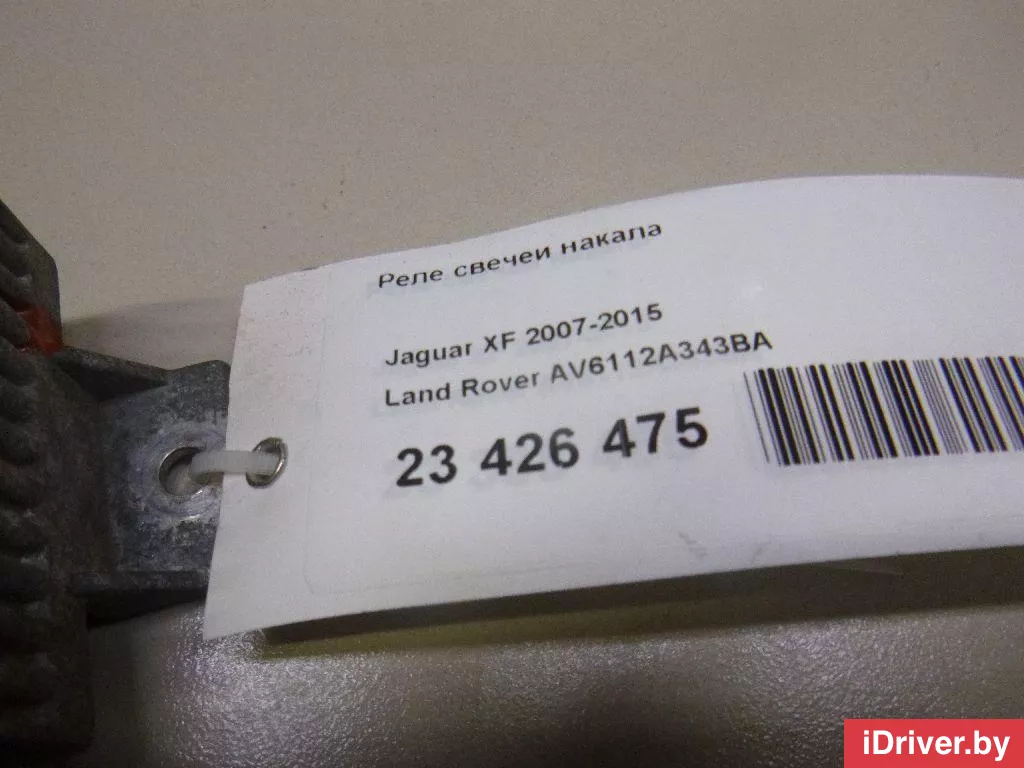 Реле свечей накала
Jaguar XF 2007-2015
Land Rover AV6112A343BA
23 426 475
iDriver.by